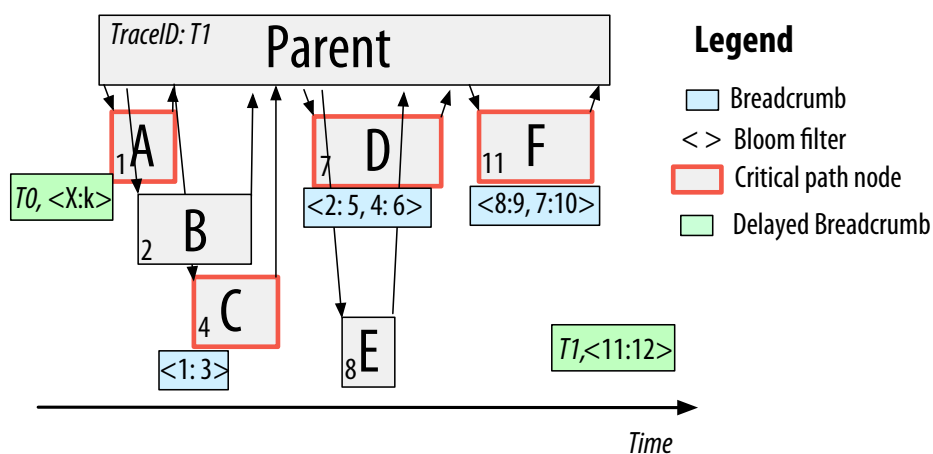 TraceID: T1
Parent
Legend
Breadcrumb
< > Bloom filter
Critical path node
Delayed Breadcrumb
A
1
T0, <X:k>
B
2
C
4
<1: 3>
D
7
<2: 5, 4: 6>
E
8
F
11
<8:9, 7:10>
T1,<11:12>
Time